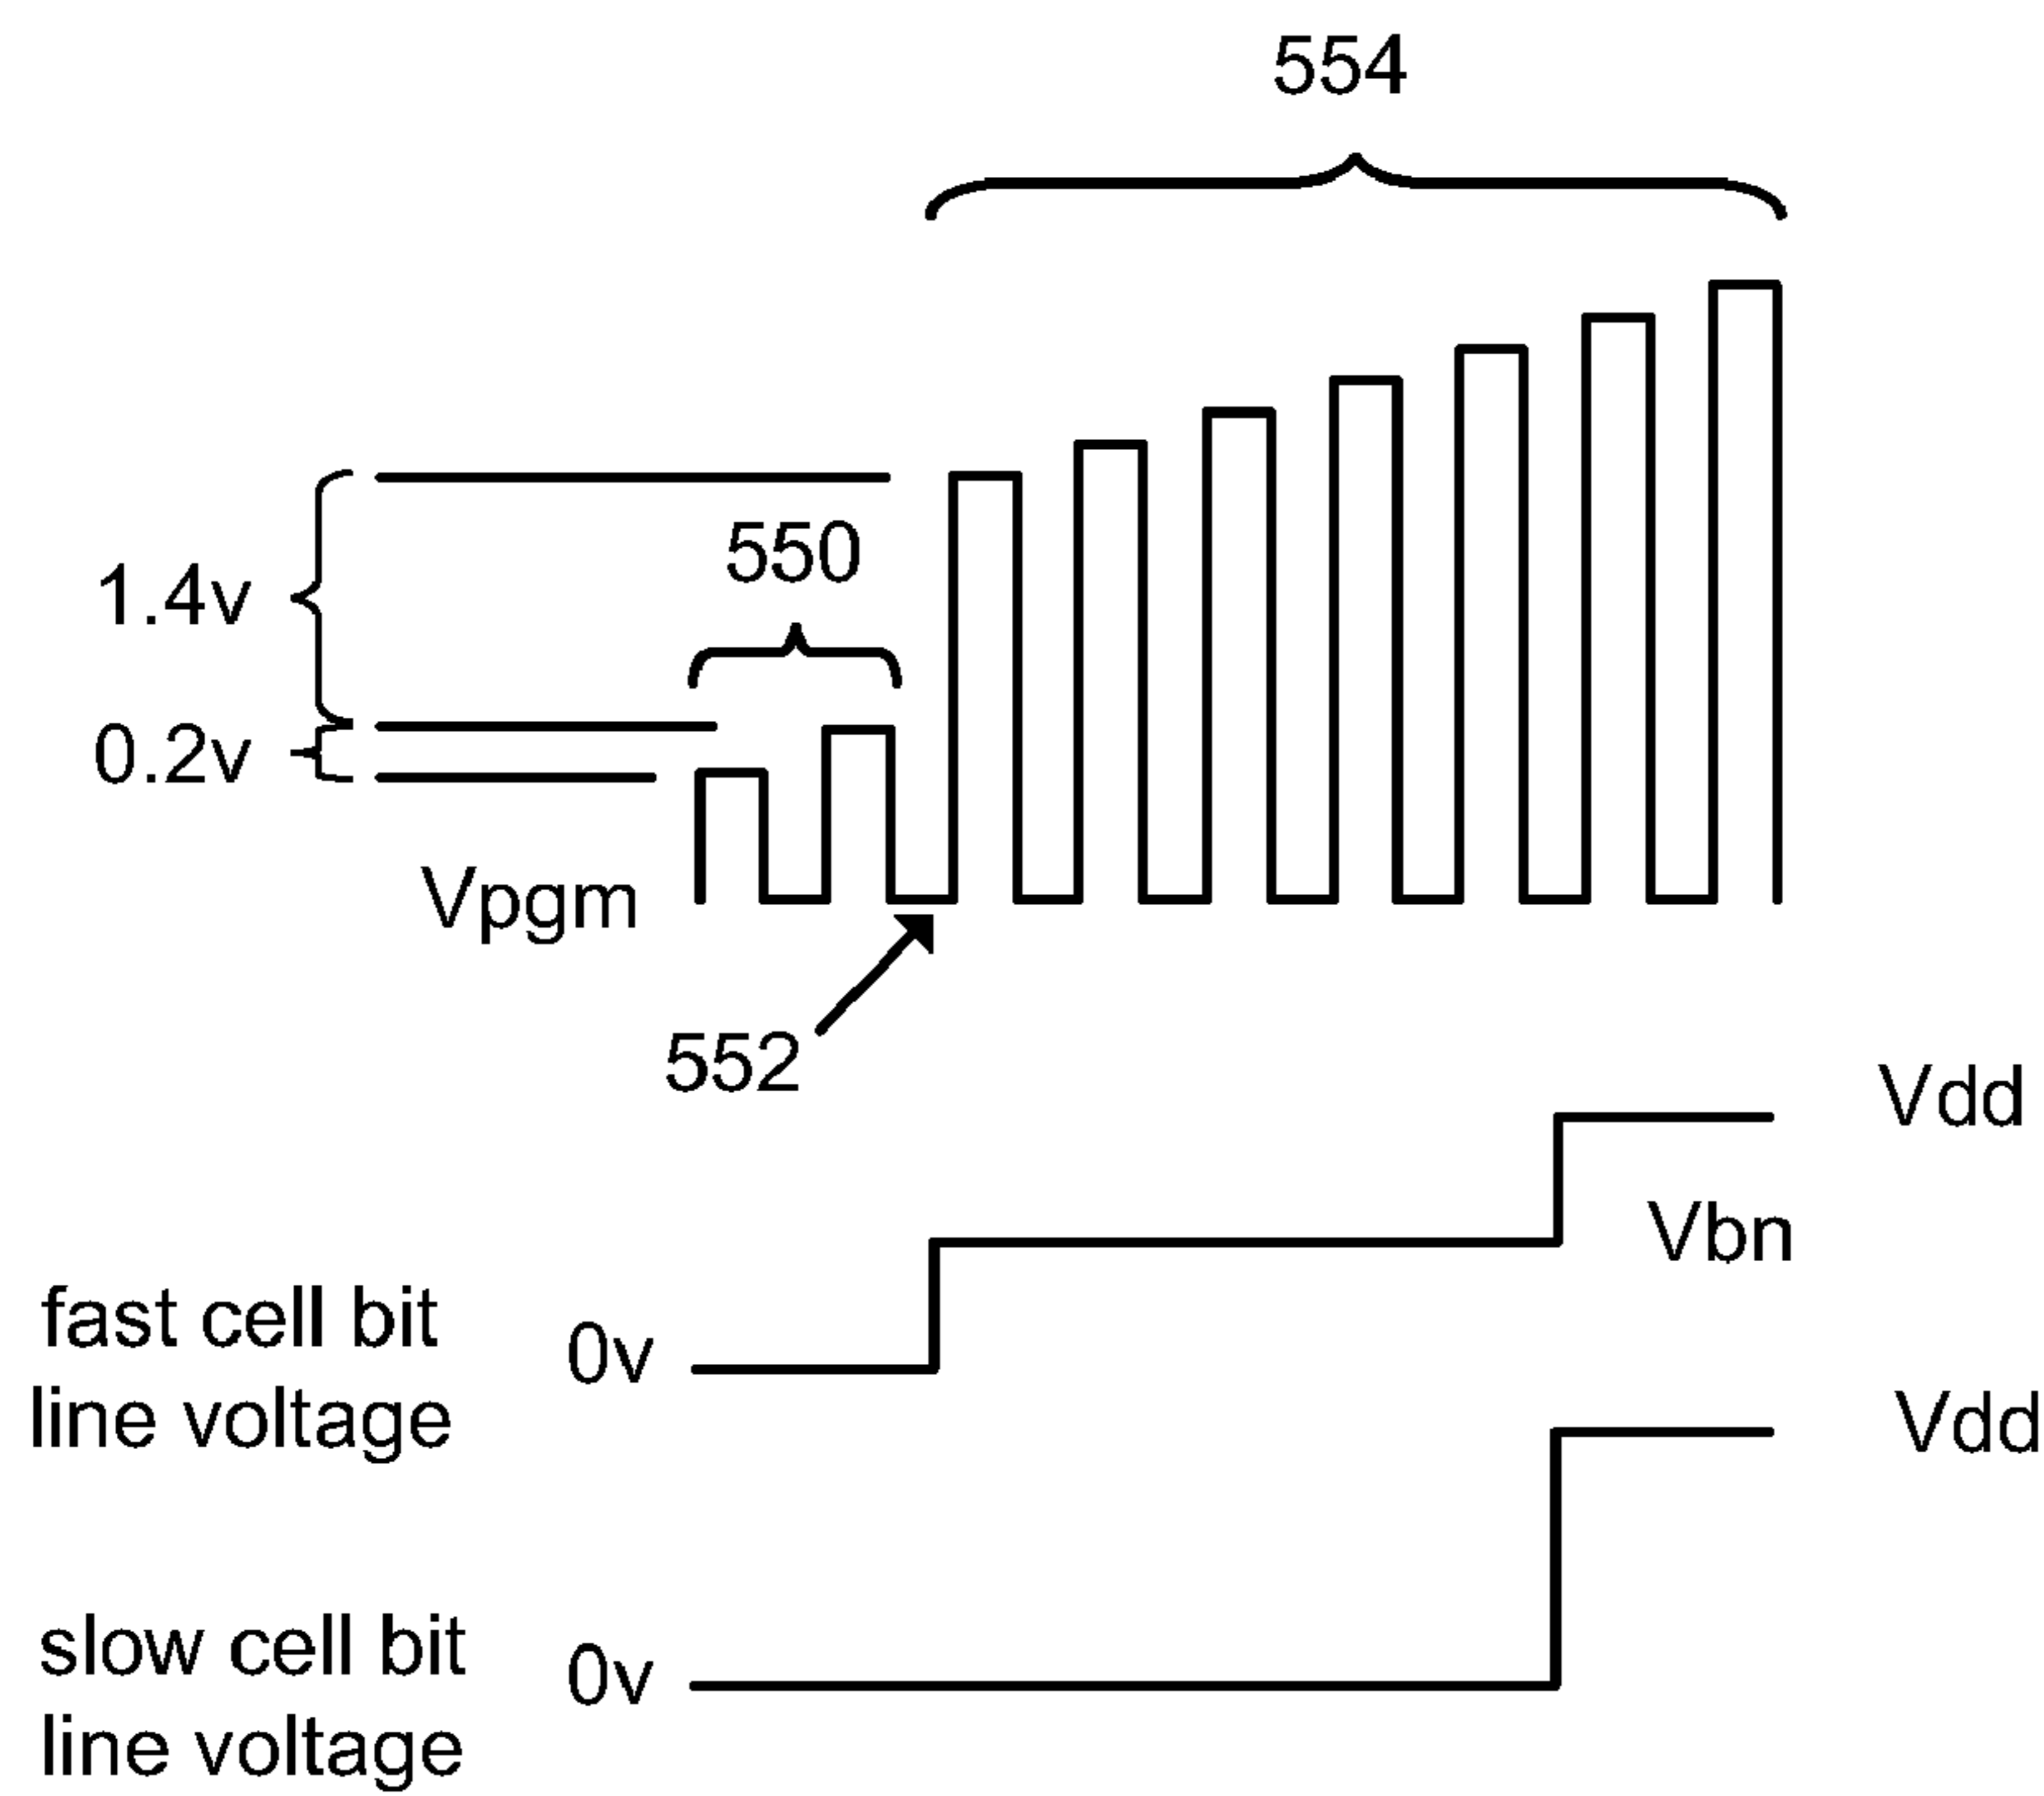 554
550
1.4v
0.2v
Vpgm
552
Vdd
Vbn
fast cell bit
line voltage
0v
Vdd
slow cell bit
line voltage
0v